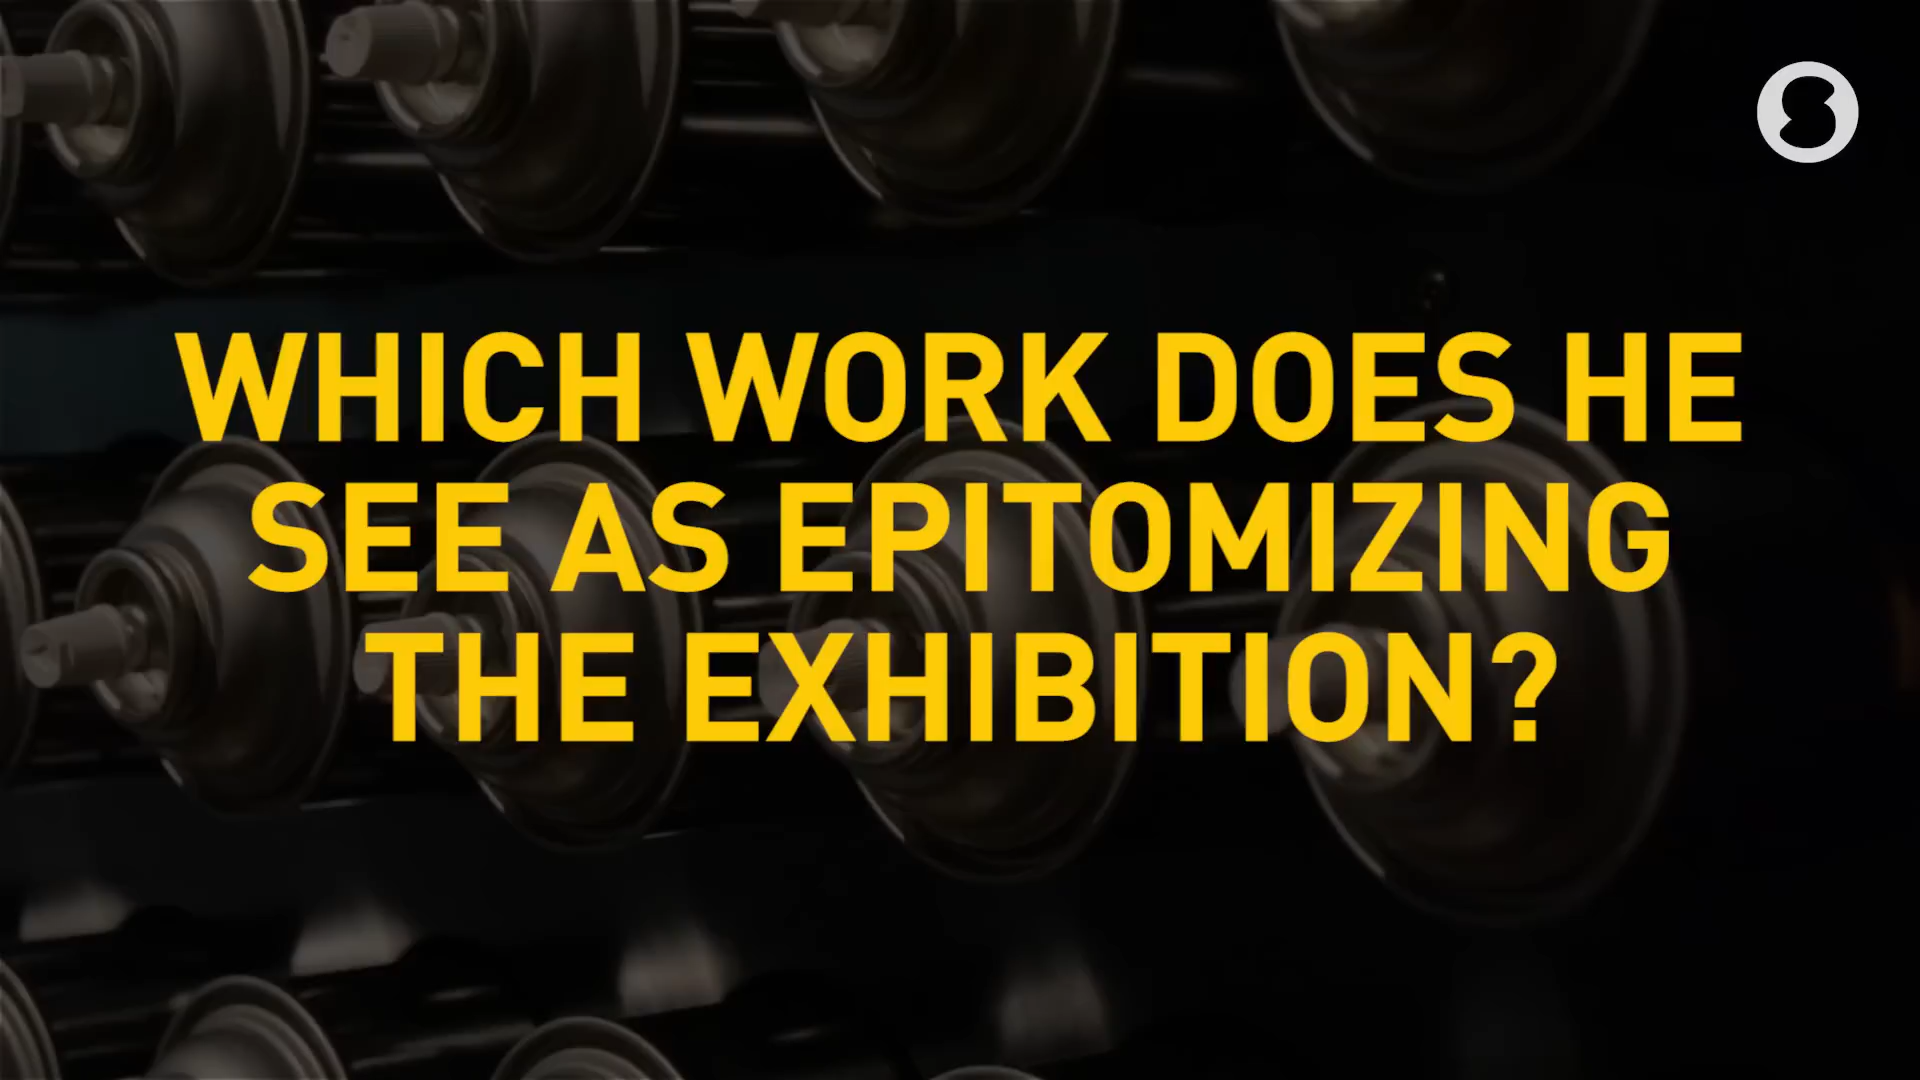 WHICH WORK DOES HE
SEE AS EPITOMIZING
THE EXHIBITION?